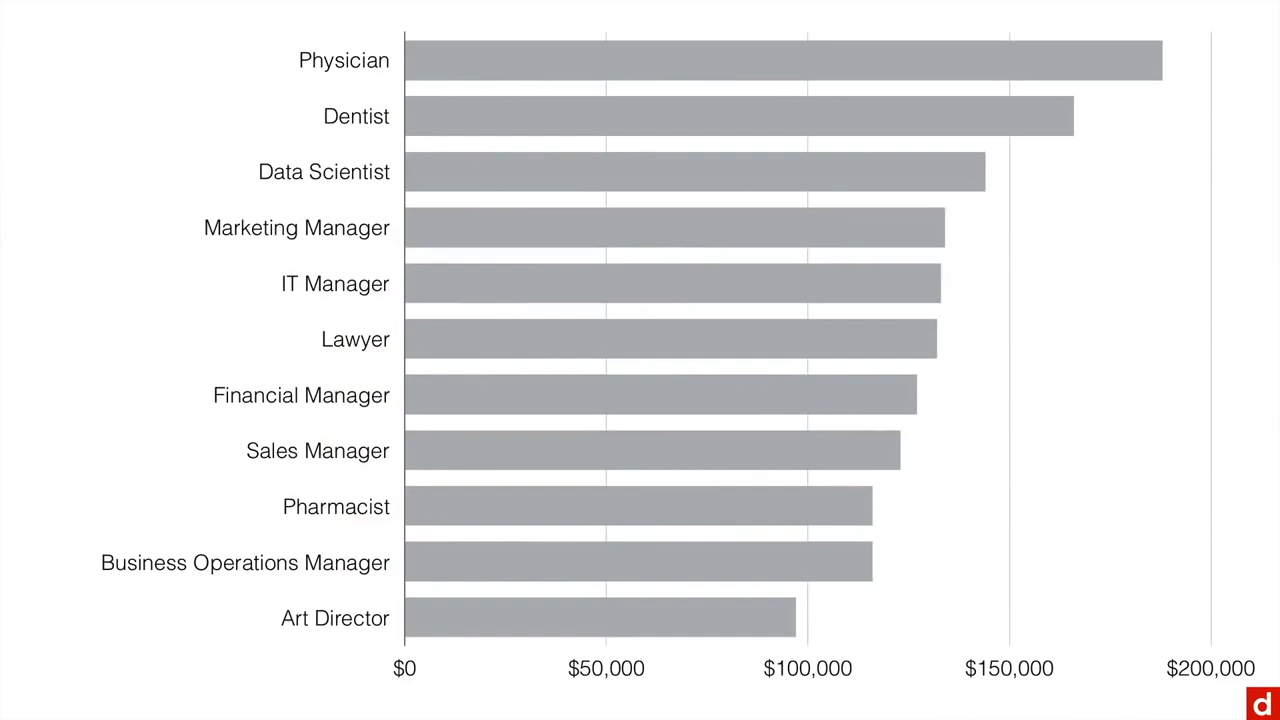 Physician
Dentist
Data Scientist
Marketing Manager
IT Manager
Lawyer
Financial Manager
Sales Manager
Pharmacist
Business Operations Manager
Art Director
$0 $50,000 $100,000 $150,000 $200,000
d